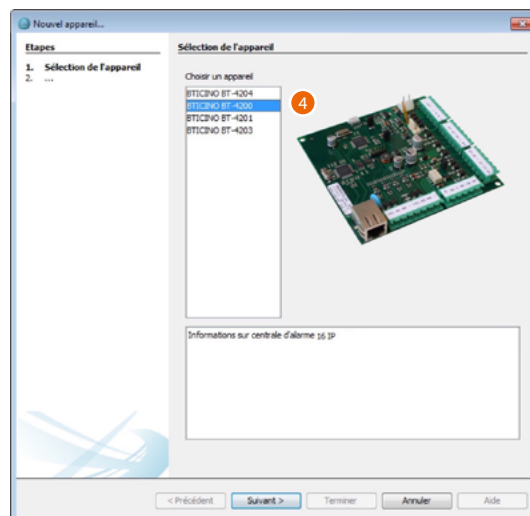 Nouvel appareil...
Etapes
1. Sélection de l'appareil
2. ...
Sélection de l'appareil
Choisir un appareil
BTICINO BT-4204
BTICINO BT-4200
BTICINO BT-4201
BTICINO BT-4203
4
Informations sur centrale d'alarme 16 IP
< Précédent
Suivant >
Terminer
Annuler
Aide